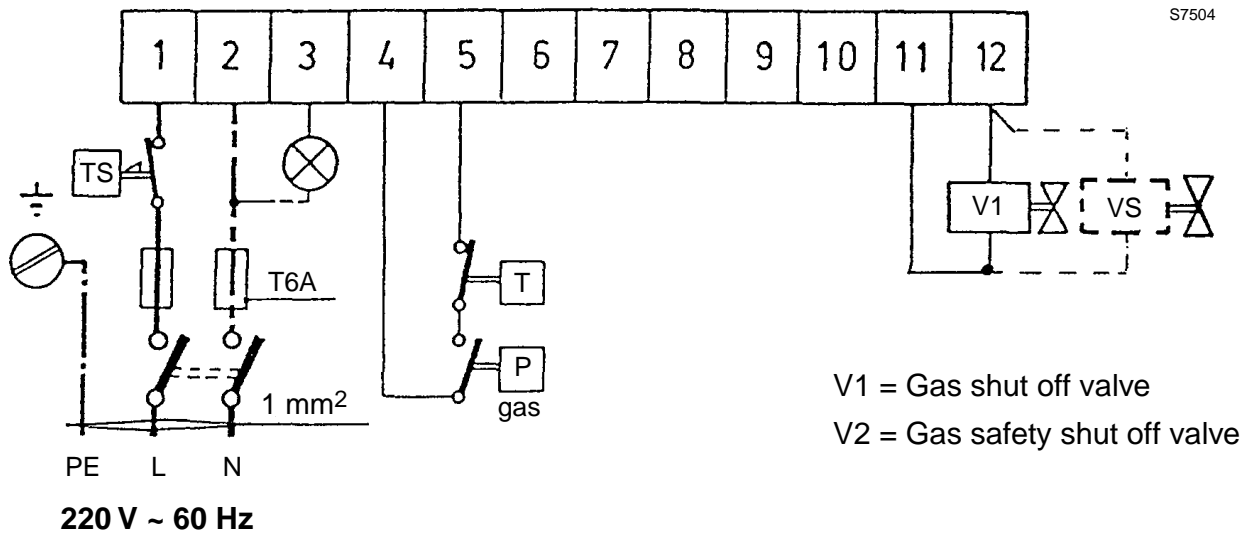 S7504
1 2 3 4 5 6 7 8 9 10 11 12
TS
V1
VS
T6A
T
P
gas
1 mm2
PE L N
220 V ~ 60 Hz
V1 = Gas shut off valve
V2 = Gas safety shut off valve